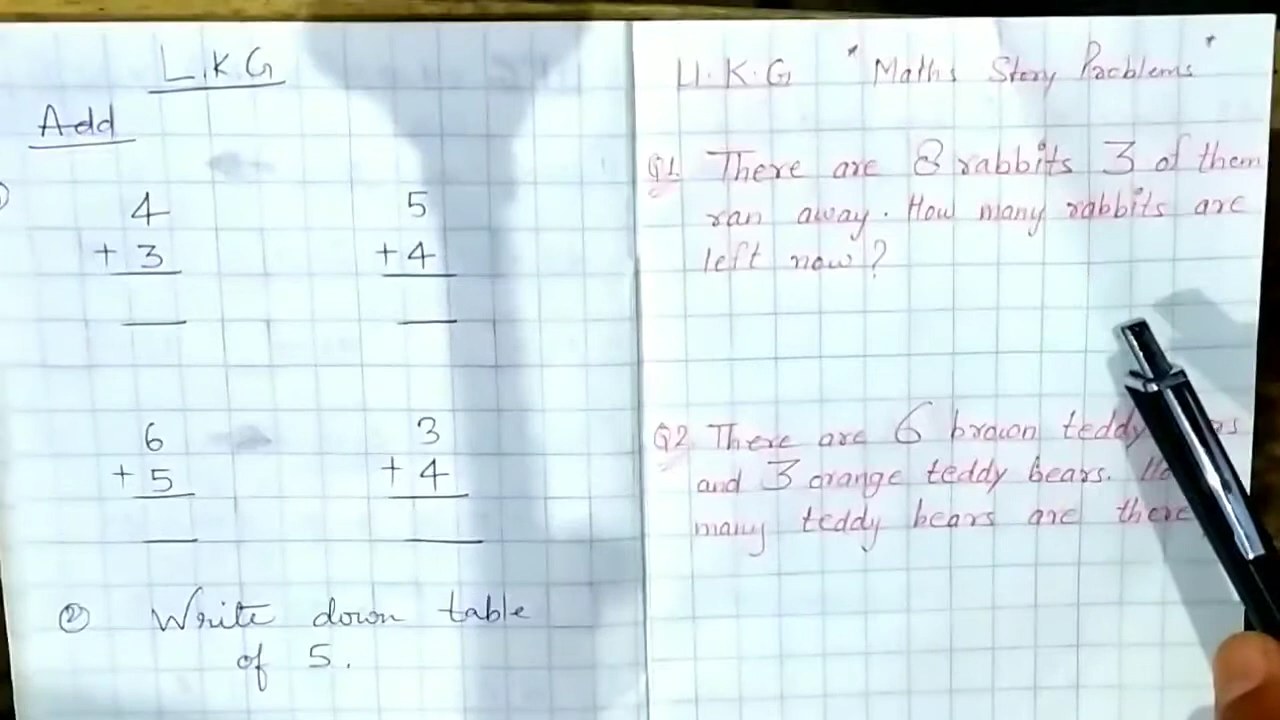 L.K.G
Add
4 5
+ 3 + 4
6 3
+ 5 + 4
② Write down table
of 5.
U.K.G "Maths Story Problems"
Q1. There are 8 rabbits 3 of them
ran away. How many rabbits are
left now?
Q2 There are 6 brown teddy
and 3 orange teddy bears.
many teddy bears are there